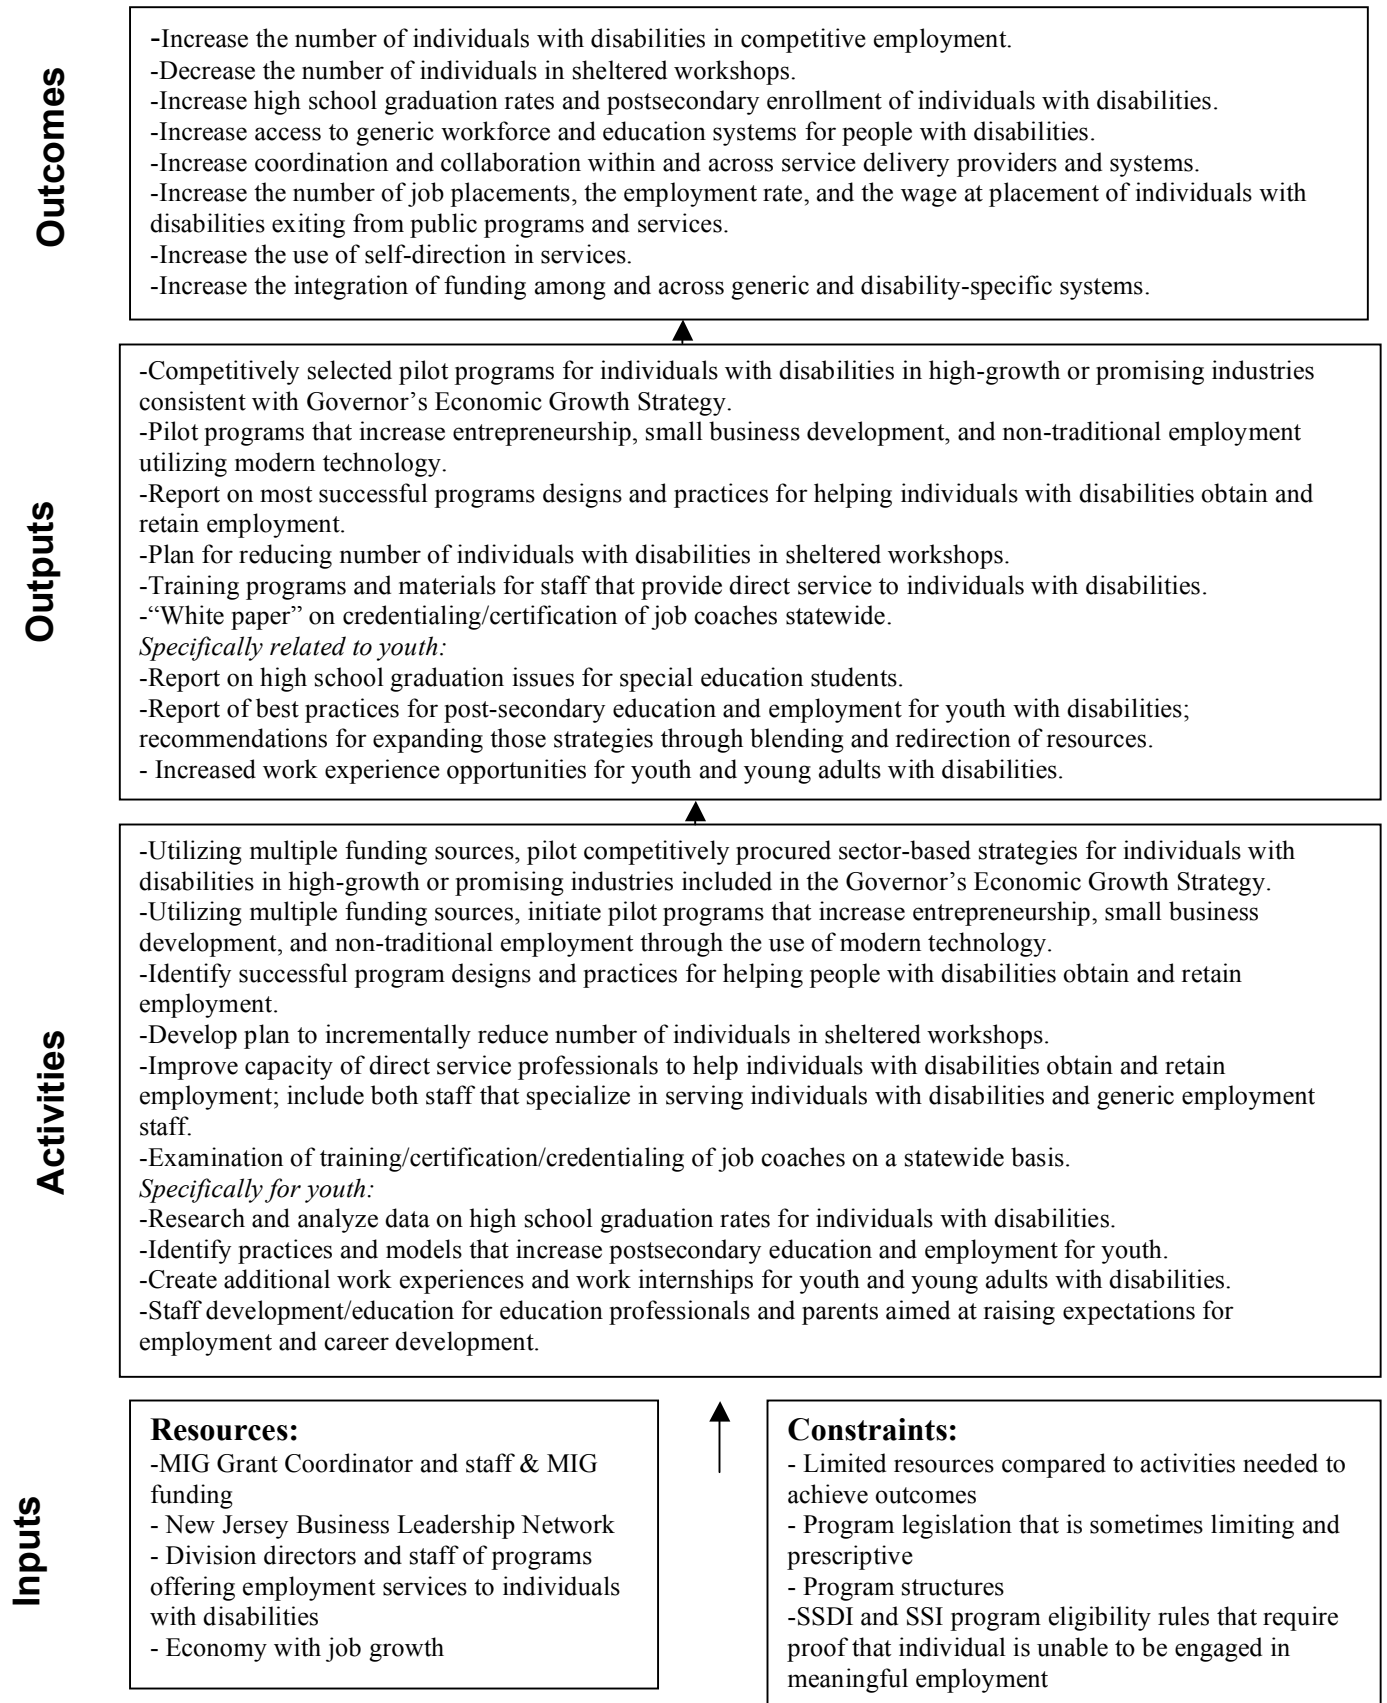 Outcomes
-Increase the number of individuals with disabilities in competitive employment.
-Decrease the number of individuals in sheltered workshops.
-Increase high school graduation rates and postsecondary enrollment of individuals with disabilities.
-Increase access to generic workforce and education systems for people with disabilities.
-Increase coordination and collaboration within and across service delivery providers and systems.
-Increase the number of job placements, the employment rate, and the wage at placement of individuals with
disabilities exiting from public programs and services.
-Increase the use of self-direction in services.
-Increase the integration of funding among and across generic and disability-specific systems.
Outputs
-Competitively selected pilot programs for individuals with disabilities in high-growth or promising industries
consistent with Governor’s Economic Growth Strategy.
-Pilot programs that increase entrepreneurship, small business development, and non-traditional employment
utilizing modern technology.
-Report on most successful programs designs and practices for helping individuals with disabilities obtain and
retain employment.
-Plan for reducing number of individuals with disabilities in sheltered workshops.
-Training programs and materials for staff that provide direct service to individuals with disabilities.
-“White paper” on credentialing/certification of job coaches statewide.
Specifically related to youth:
-Report on high school graduation issues for special education students.
-Report of best practices for post-secondary education and employment for youth with disabilities;
recommendations for expanding those strategies through blending and redirection of resources.
- Increased work experience opportunities for youth and young adults with disabilities.
Activities
-Utilizing multiple funding sources, pilot competitively procured sector-based strategies for individuals with
disabilities in high-growth or promising industries included in the Governor’s Economic Growth Strategy.
-Utilizing multiple funding sources, initiate pilot programs that increase entrepreneurship, small business
development, and non-traditional employment through the use of modern technology.
-Identify successful program designs and practices for helping people with disabilities obtain and retain
employment.
-Develop plan to incrementally reduce number of individuals in sheltered workshops.
-Improve capacity of direct service professionals to help individuals with disabilities obtain and retain
employment; include both staff that specialize in serving individuals with disabilities and generic employment
staff.
-Examination of training/certification/credentialing of job coaches on a statewide basis.
Specifically for youth:
-Research and analyze data on high school graduation rates for individuals with disabilities.
-Identify practices and models that increase postsecondary education and employment for youth.
-Create additional work experiences and work internships for youth and young adults with disabilities.
-Staff development/education for education professionals and parents aimed at raising expectations for
employment and career development.
Inputs
Resources:
-MIG Grant Coordinator and staff & MIG
funding
- New Jersey Business Leadership Network
- Division directors and staff of programs
offering employment services to individuals
with disabilities
- Economy with job growth
Constraints:
- Limited resources compared to activities needed to
achieve outcomes
- Program legislation that is sometimes limiting and
prescriptive
- Program structures
-SSDI and SSI program eligibility rules that require
proof that individual is unable to be engaged in
meaningful employment